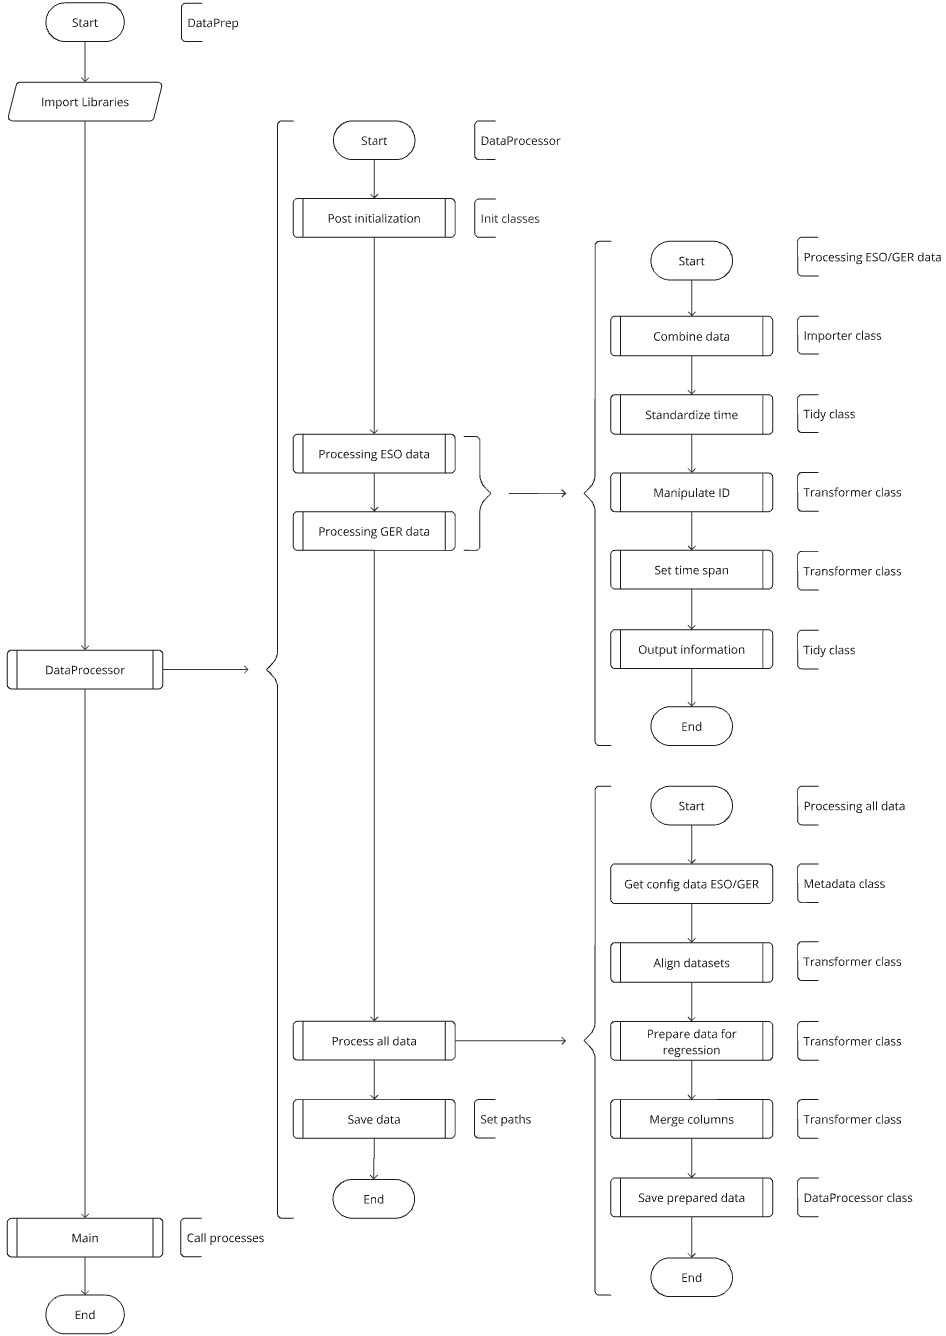 Start
DataPrep
Import Libraries
DataProcessor
Main
Call processes
End
Start
DataProcessor
Post initialization
Init classes
Processing ESO data
Processing GER data
Process all data
Save data
Set paths
End
Start
Processing ESO/GER data
Combine data
Importer class
Standardize time
Tidy class
Manipulate ID
Transformer class
Set time span
Transformer class
Output information
Tidy class
End
Start
Processing all data
Get config data ESO/GER
Metadata class
Align datasets
Transformer class
Prepare data for
regression
Transformer class
Merge columns
Transformer class
Save prepared data
DataProcessor class
End